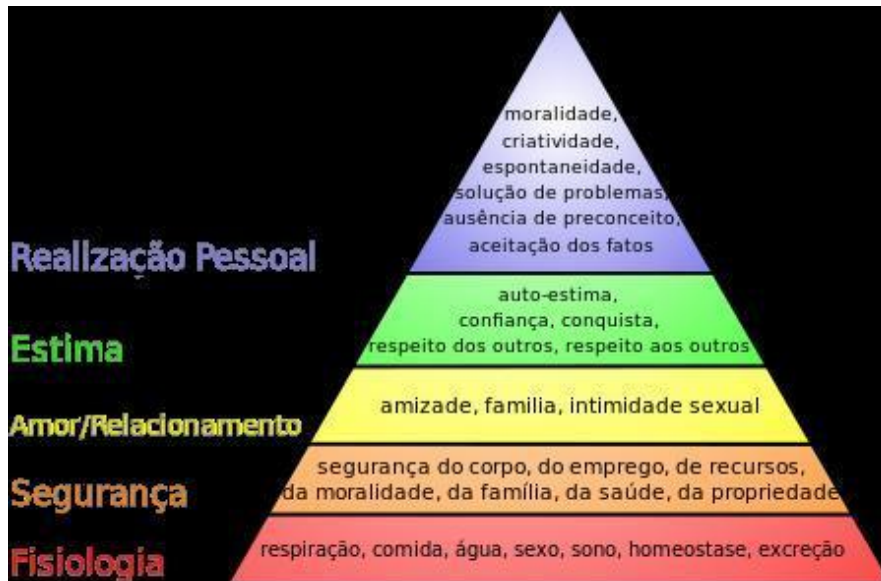 moralidade,
criatividade,
espontaneidade,
solução de problemas,
ausência de preconceito,
aceitação dos fatos
Realização Pessoal
auto-estima,
confiança, conquista,
respeito dos outros, respeito aos outros
Estima
amizade, familia, intimidade sexual
Amor/Relacionamento
segurança do corpo, do emprego, de recursos,
da moralidade, da família, da saúde, da propriedade
Segurança
respiração, comida, água, sexo, sono, homeostase, excreção
Fisiologia